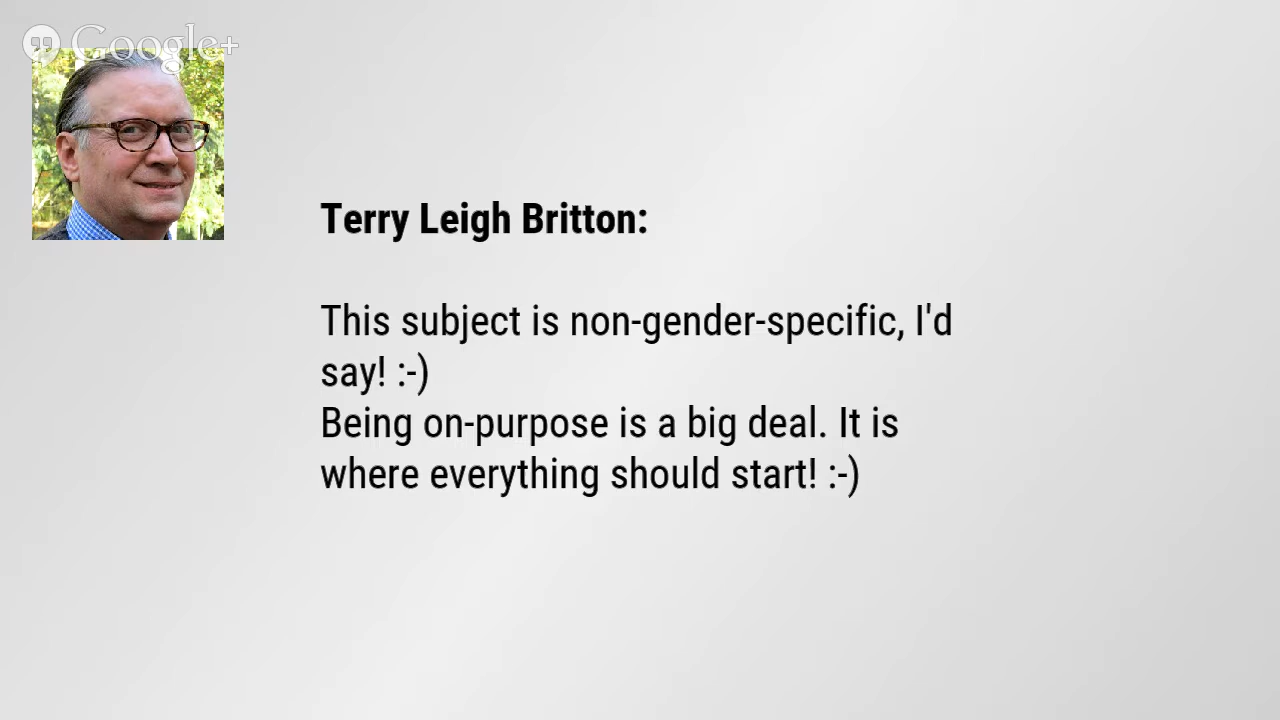 Google+
Terry Leigh Britton:
This subject is non-gender-specific, I'd
say! :-)
Being on-purpose is a big deal. It is
where everything should start! :-)